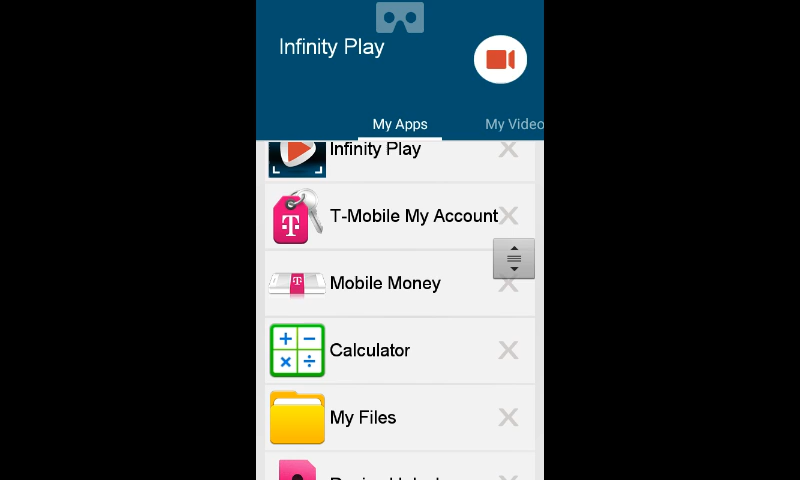 Infinity Play
My Apps
My Video
Infinity Play
T-Mobile My Account
Mobile Money
Calculator
My Files